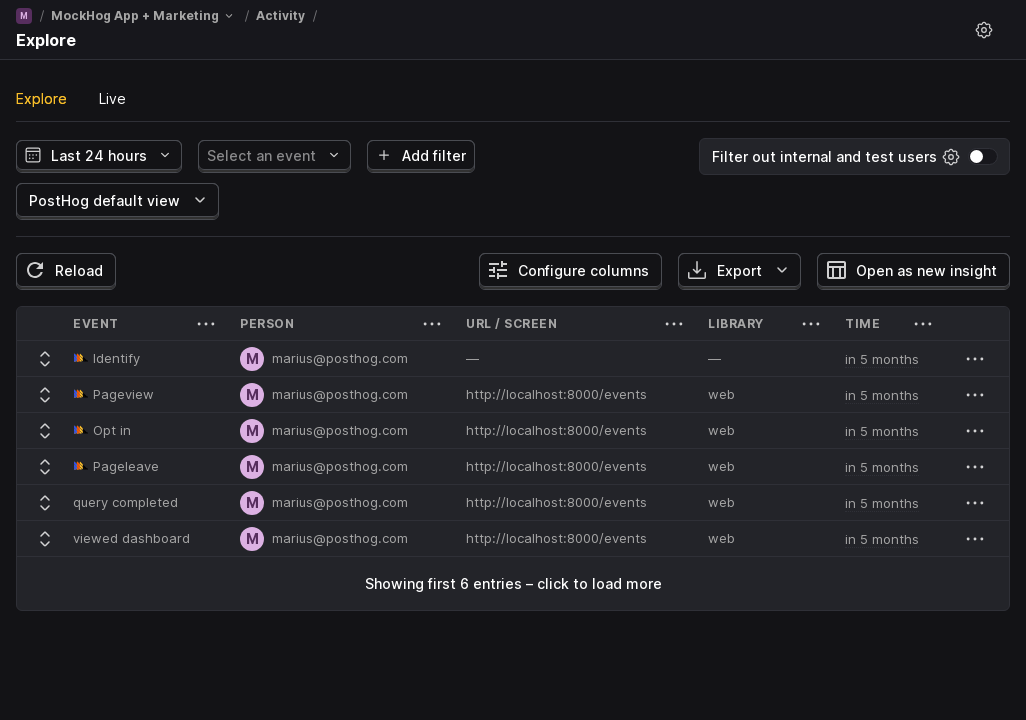 M / MockHog App + Marketing / Activity /
Explore
Explore Live
Last 24 hours Select an event Add filter Filter out internal and test users
PostHog default view
Reload Configure columns Export Open as new insight
EVENT PERSON URL / SCREEN LIBRARY TIME
Identify M marius@posthog.com — — in 5 months
Pageview M marius@posthog.com http://localhost:8000/events web in 5 months
Opt in M marius@posthog.com http://localhost:8000/events web in 5 months
Pageleave M marius@posthog.com http://localhost:8000/events web in 5 months
query completed M marius@posthog.com http://localhost:8000/events web in 5 months
viewed dashboard M marius@posthog.com http://localhost:8000/events web in 5 months
Showing first 6 entries – click to load more